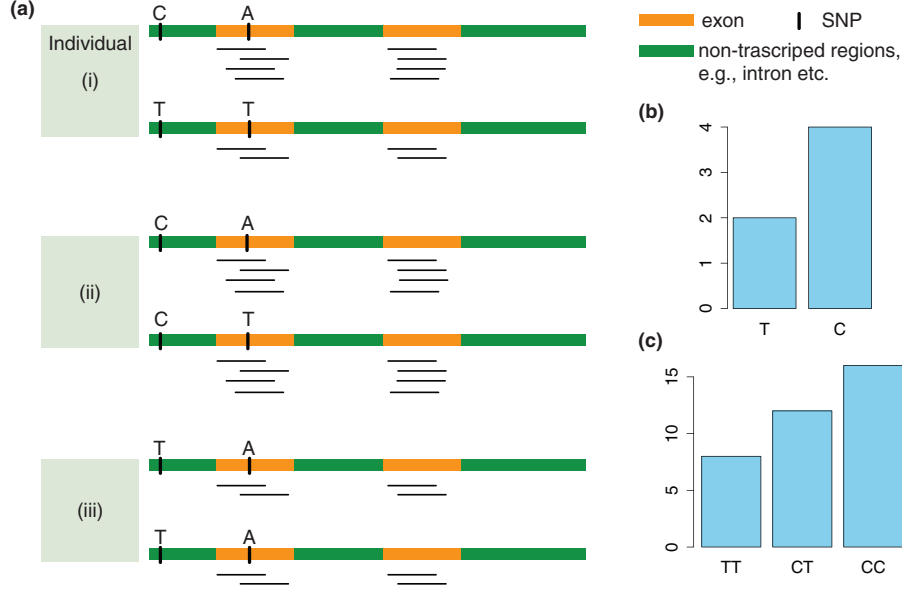 (a)
C A
Individual
(i)
T T
C A
(ii)
C T
T A
(iii)
T A
exon SNP
non-trascriped regions,
e.g., intron etc.
(b)
4
3
2
1
0
T C
(c)
15
10
5
0
TT CT CC